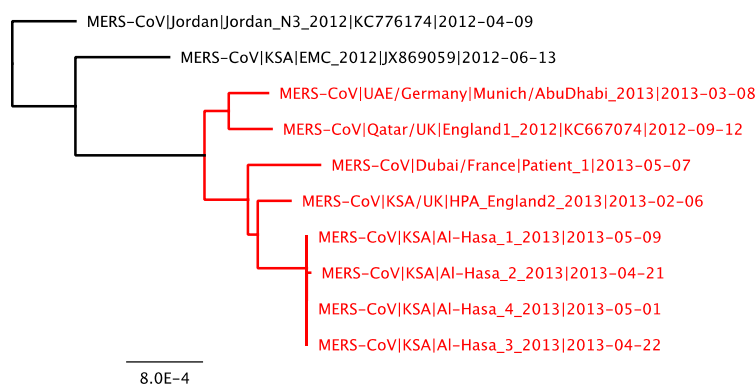 MERS-CoV|Jordan|Jordan_N3_2012|KC776174|2012-04-09
MERS-CoV|KSA|EMC_2012|JX869059|2012-06-13
MERS-CoV|UAE/Germany|Munich/AbuDhabi_2013|2013-03-08
MERS-CoV|Qatar/UK|England1_2012|KC667074|2012-09-12
MERS-CoV|Dubai/France|Patient_1|2013-05-07
MERS-CoV|KSA/UK|HPA_England2_2013|2013-02-06
MERS-CoV|KSA|Al-Hasa_1_2013|2013-05-09
MERS-CoV|KSA|Al-Hasa_2_2013|2013-04-21
MERS-CoV|KSA|Al-Hasa_4_2013|2013-05-01
MERS-CoV|KSA|Al-Hasa_3_2013|2013-04-22
8.0E-4